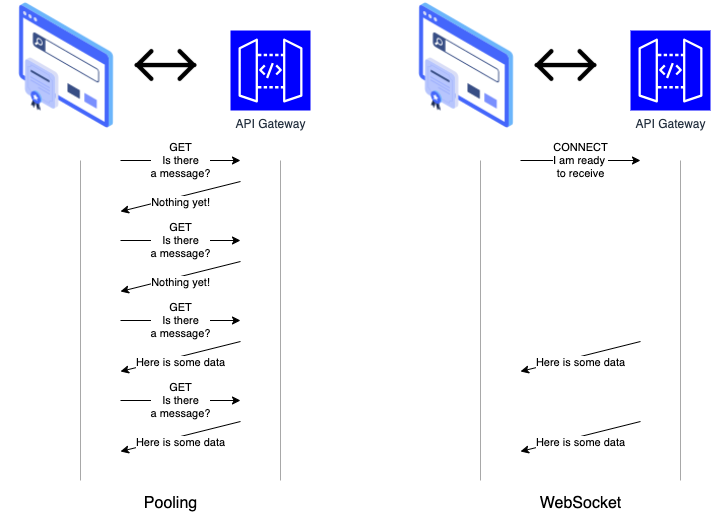 </>
API Gateway
GET
Is there
a message?
Nothing yet!
GET
Is there
a message?
Nothing yet!
GET
Is there
a message?
Here is some data
GET
Is there
a message?
Here is some data
Pooling
</>
API Gateway
CONNECT
I am ready
to receive
Here is some data
Here is some data
WebSocket